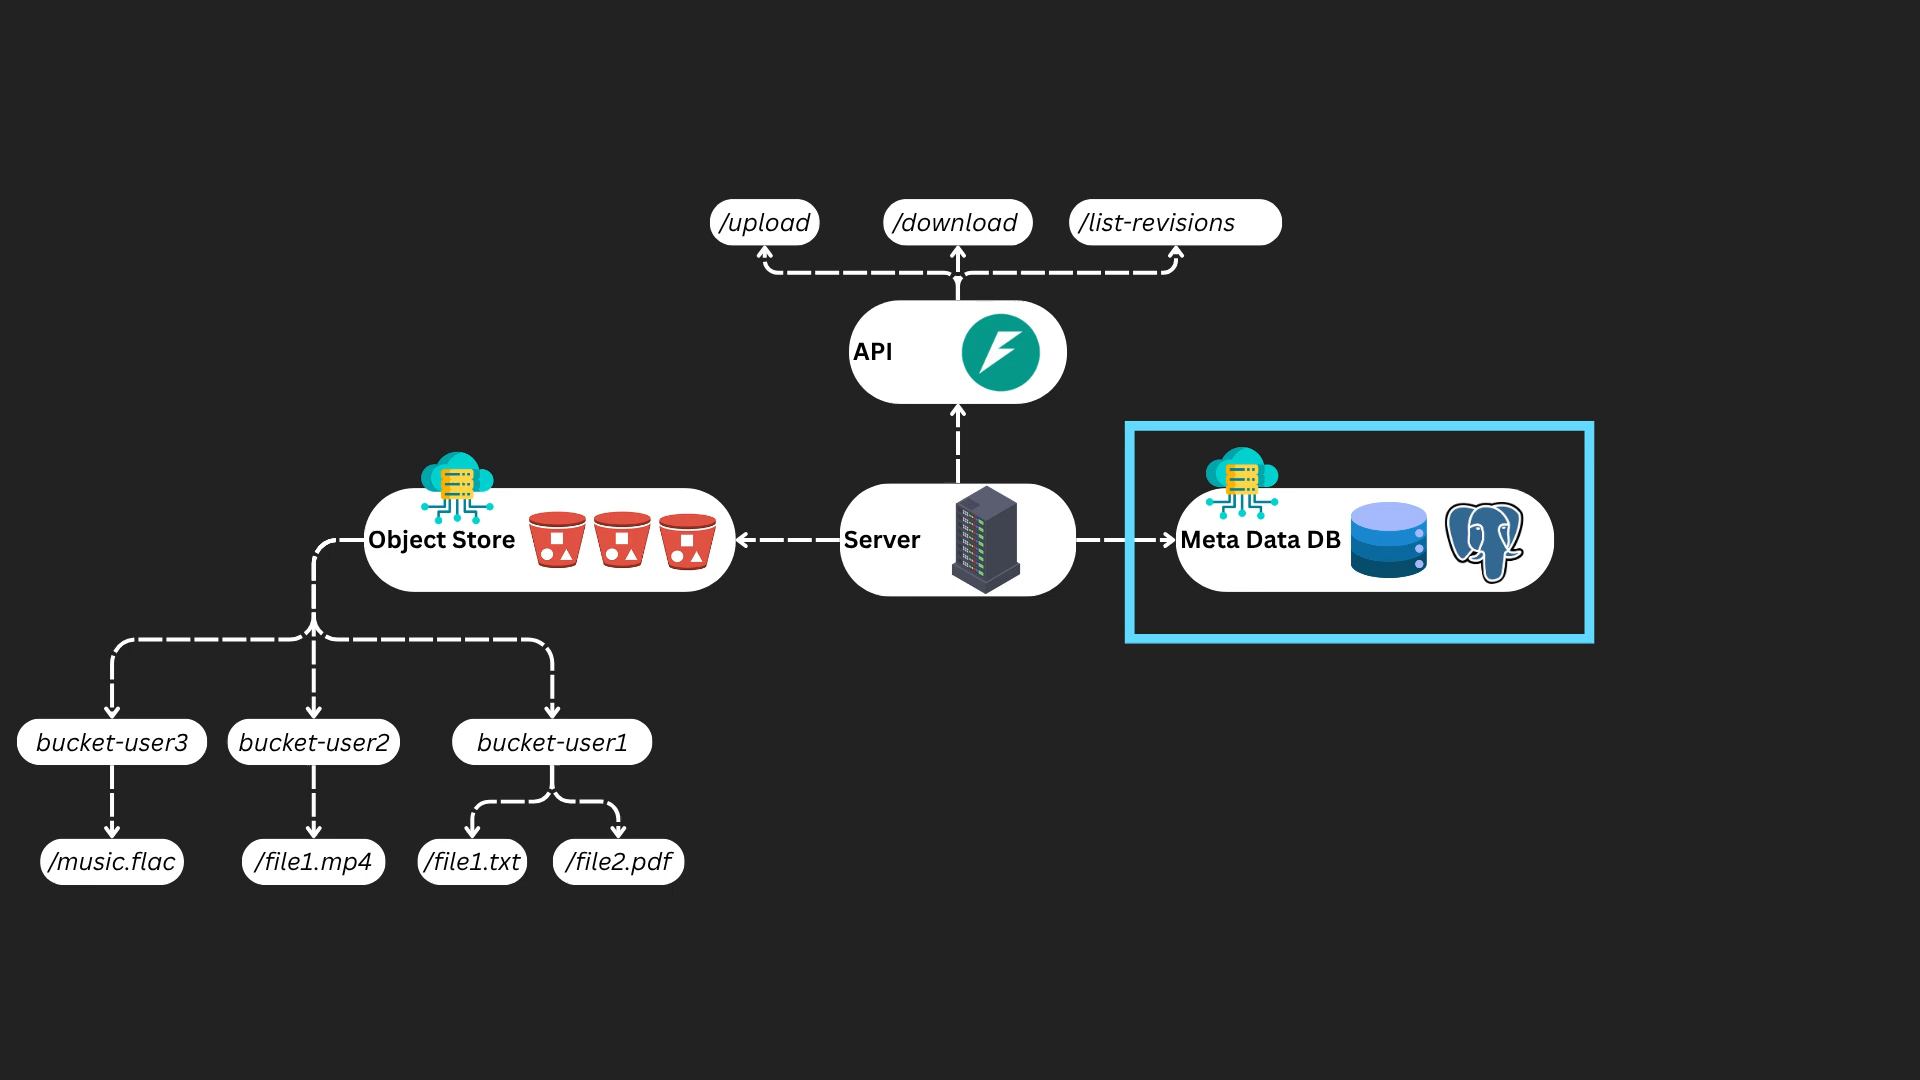 /upload
/download
/list-revisions
API
Object Store
Server
Meta Data DB
bucket-user3
bucket-user2
bucket-user1
/music.flac
/file1.mp4
/file1.txt
/file2.pdf